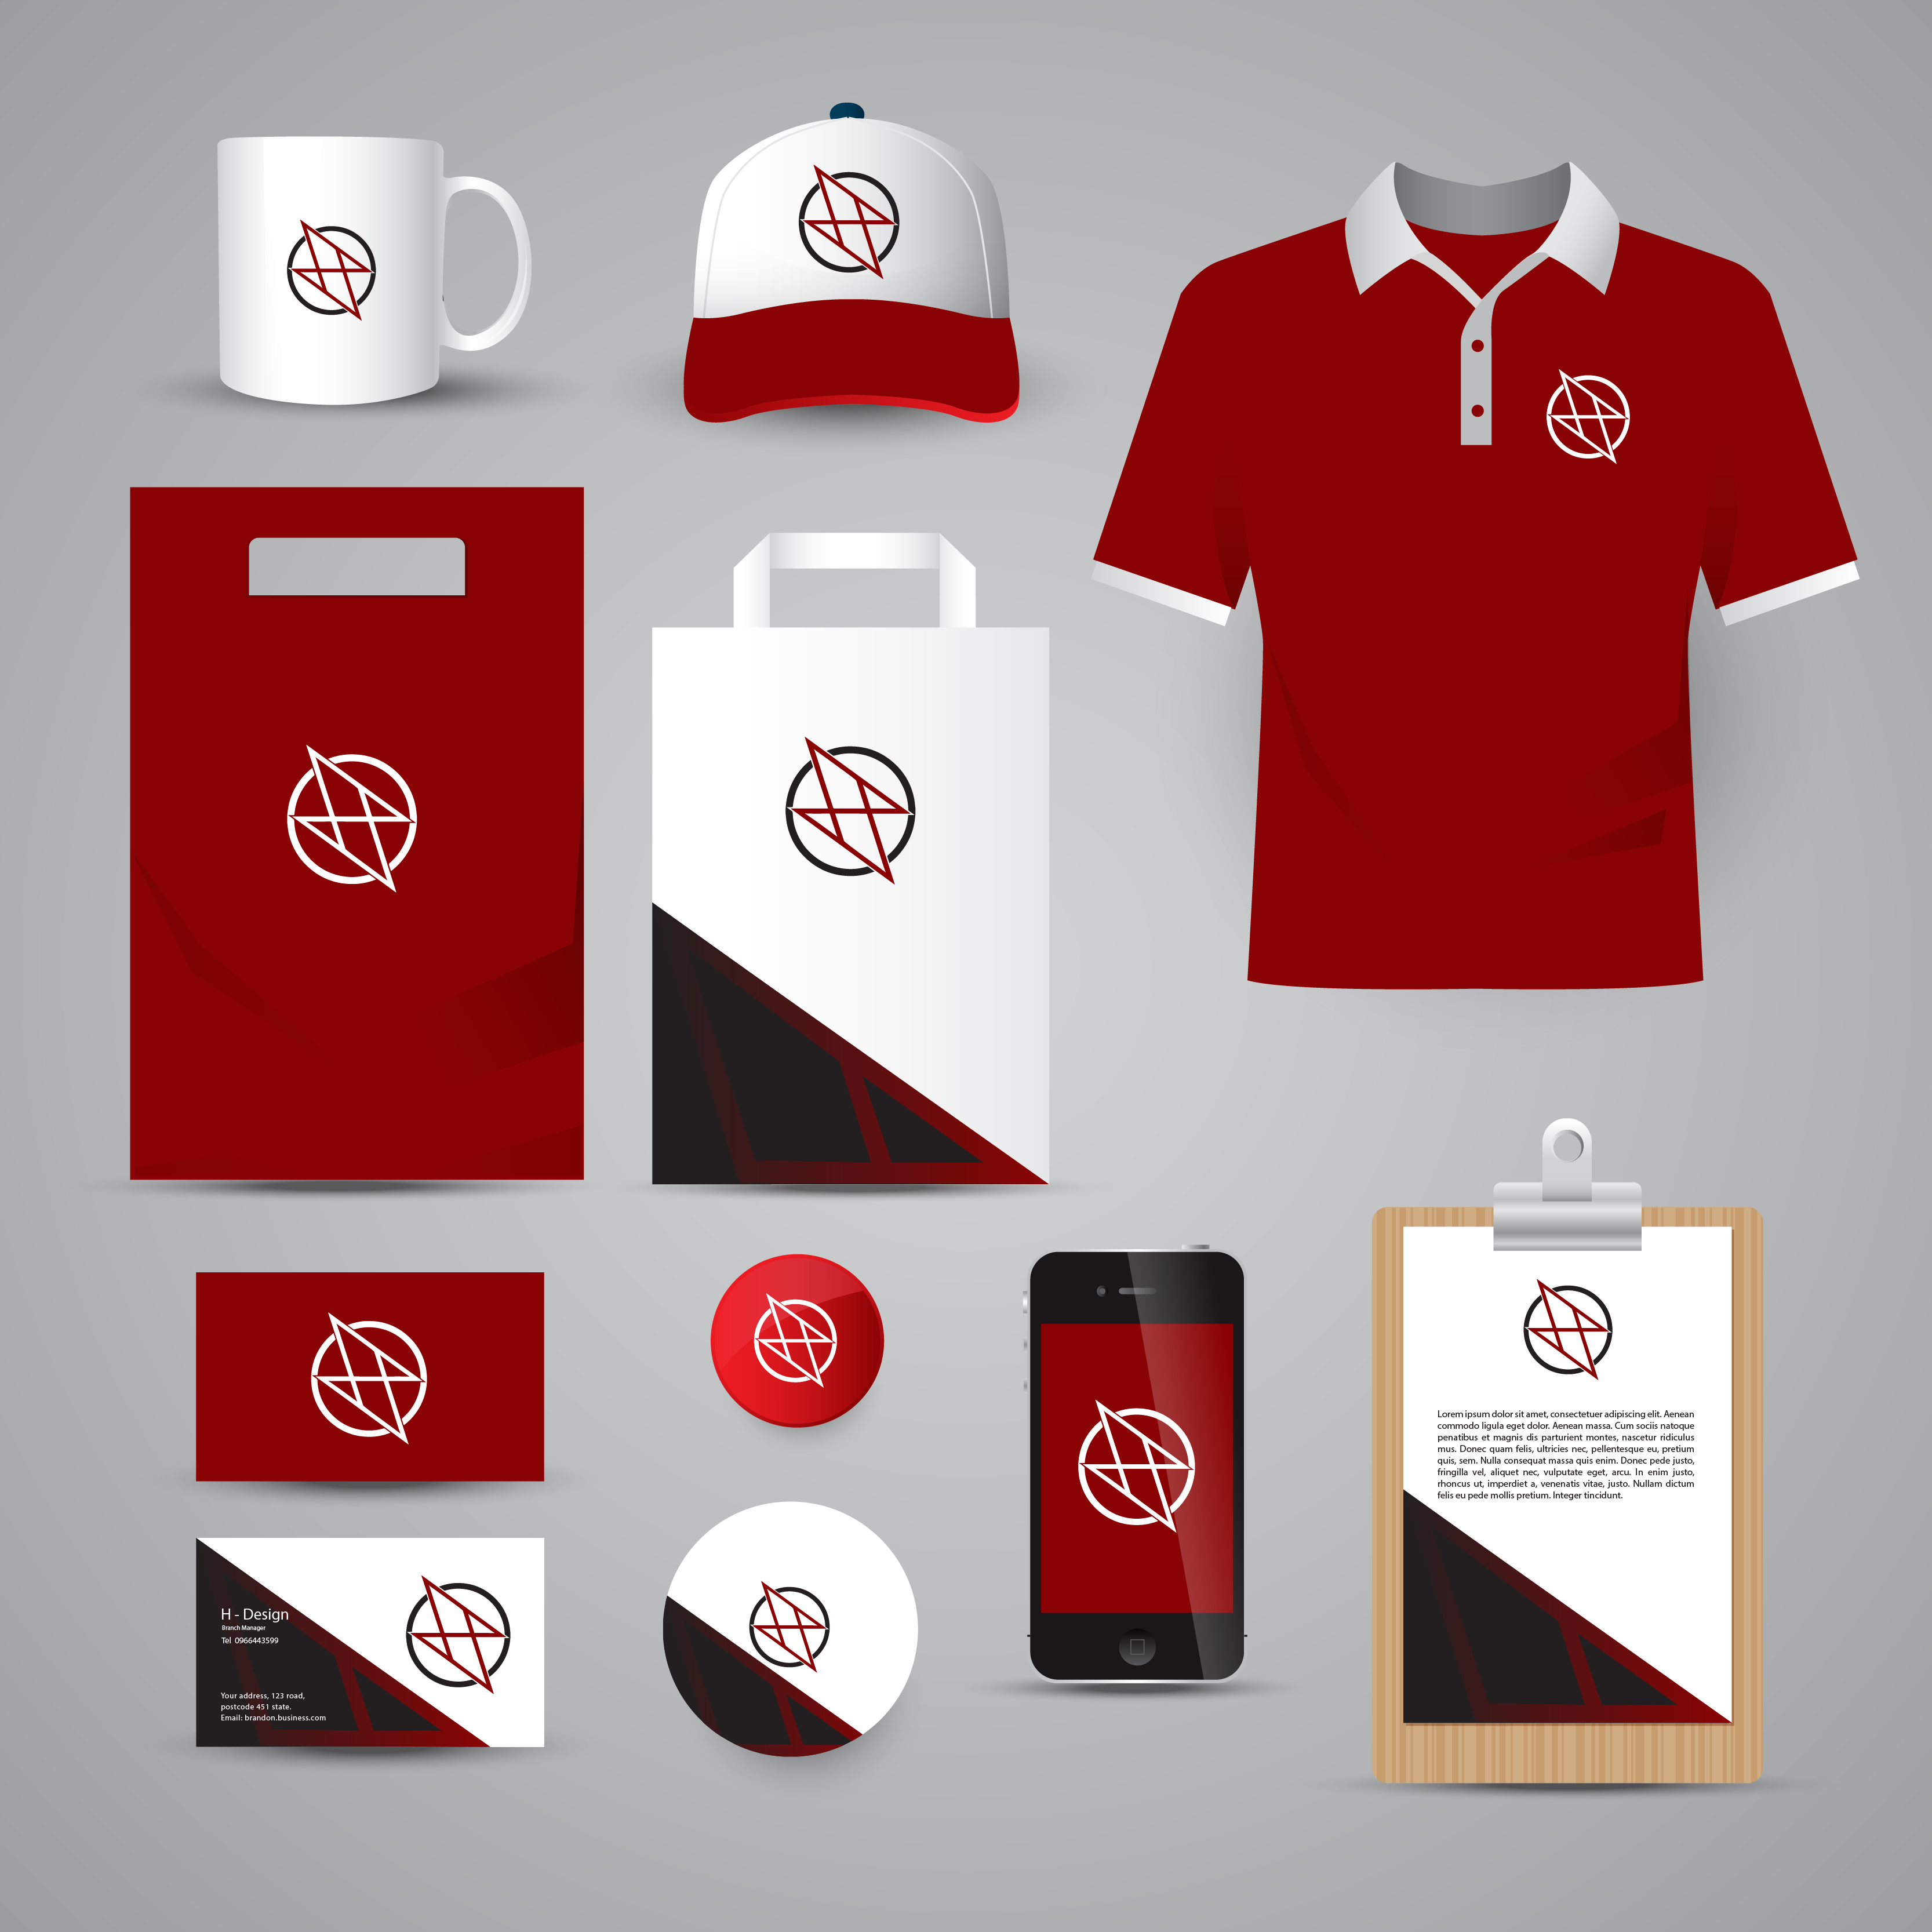 Lorem ipsum dolor sit amet, consectetuer adipiscing elit. Aenean
commodo ligula eget dolor. Aenean massa. Cum sociis natoque
penatibus et magnis dis parturient montes, nascetur ridiculus
mus. Donec quam felis, ultricies nec, pellentesque eu, pretium
quis, sem. Nulla consequat massa quis enim. Donec pede justo,
fringilla vel, aliquet nec, vulputate eget, arcu. In enim justo,
rhoncus ut, imperdiet a, venenatis vitae, justo. Nullam dictum
felis eu pede mollis pretium. Integer tincidunt.
H - Design
Branch Manager
Tel 0966443599
Your address, 123 road,
postcode 451 state.
Email: brandon.business.com